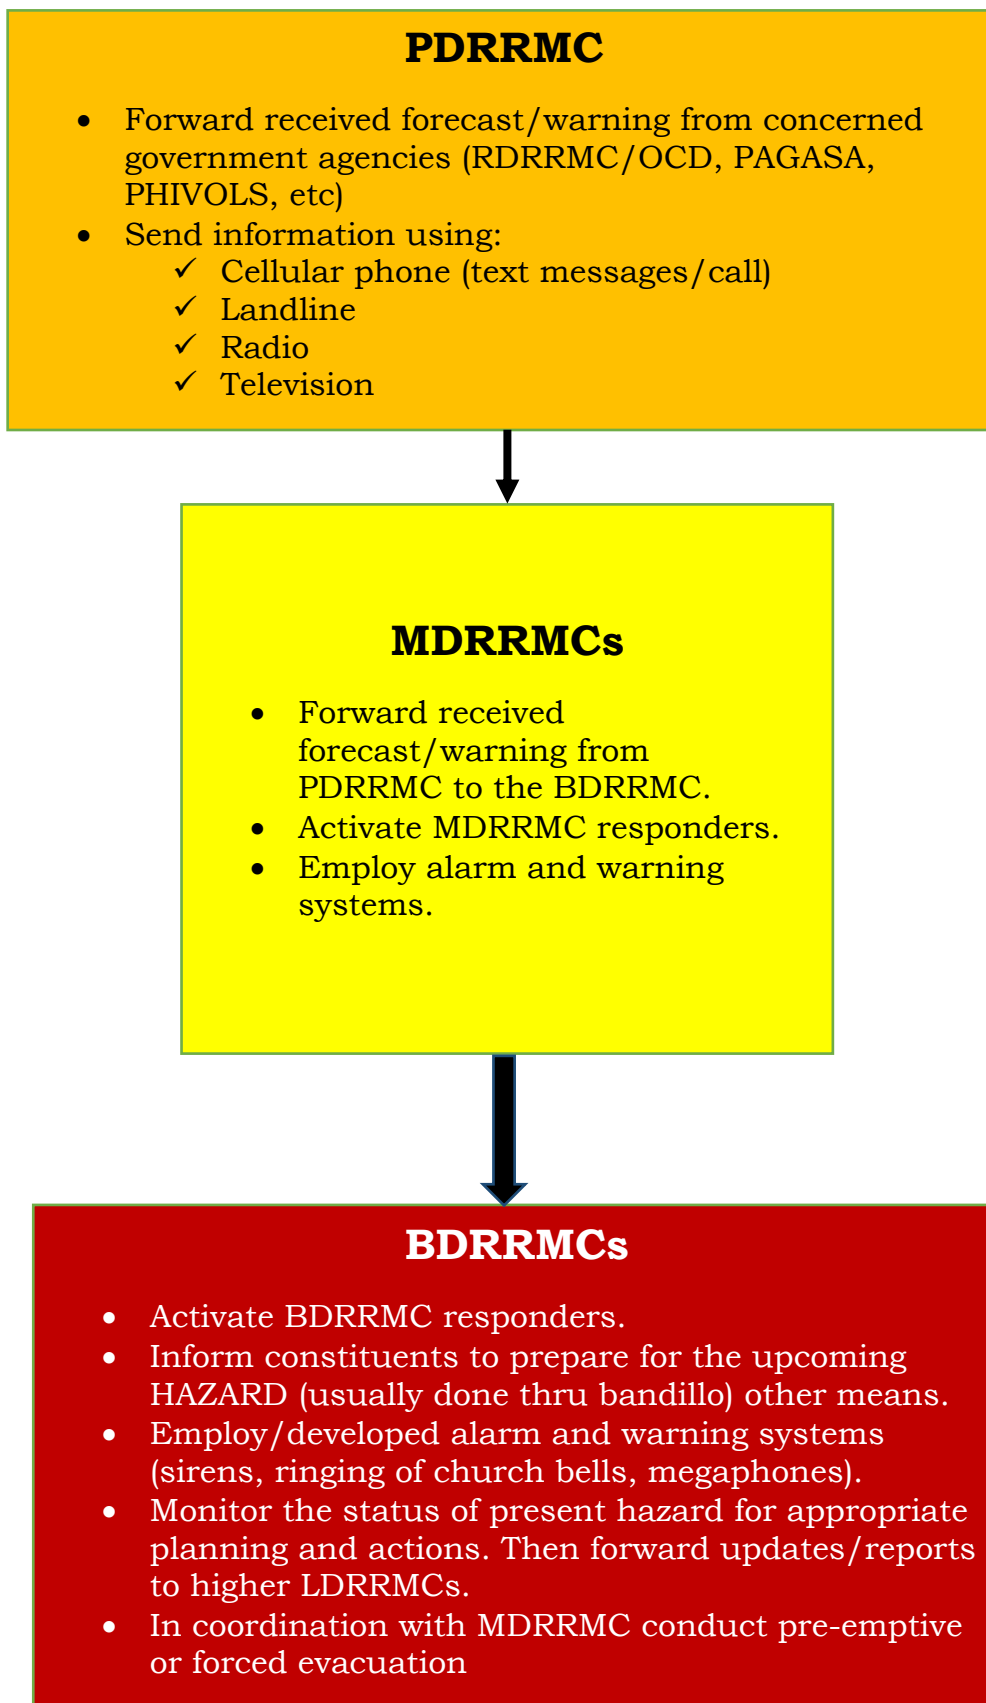 PDRRMC
• Forward received forecast/warning from concerned
government agencies (RDRRMC/OCD, PAGASA,
PHIVOLS, etc)
• Send information using:
✓ Cellular phone (text messages/call)
✓ Landline
✓ Radio
✓ Television
MDRRMCs
• Forward received
forecast/warning from
PDRRMC to the BDRRMC.
• Activate MDRRMC responders.
• Employ alarm and warning
systems.
BDRRMCs
• Activate BDRRMC responders.
• Inform constituents to prepare for the upcoming
HAZARD (usually done thru bandillo) other means.
• Employ/developed alarm and warning systems
(sirens, ringing of church bells, megaphones).
• Monitor the status of present hazard for appropriate
planning and actions. Then forward updates/reports
to higher LDRRMCs.
• In coordination with MDRRMC conduct pre-emptive
or forced evacuation